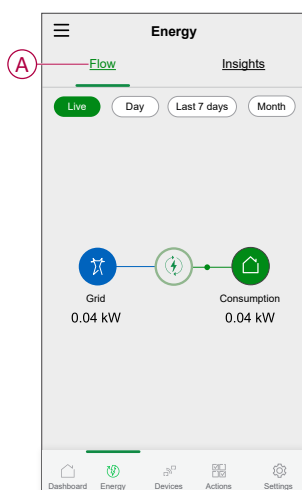 Energy
A Flow Insights
Live Day Last 7 days Month
Grid Consumption
0.04 kW 0.04 kW
Dashboard Energy Devices Actions Settings